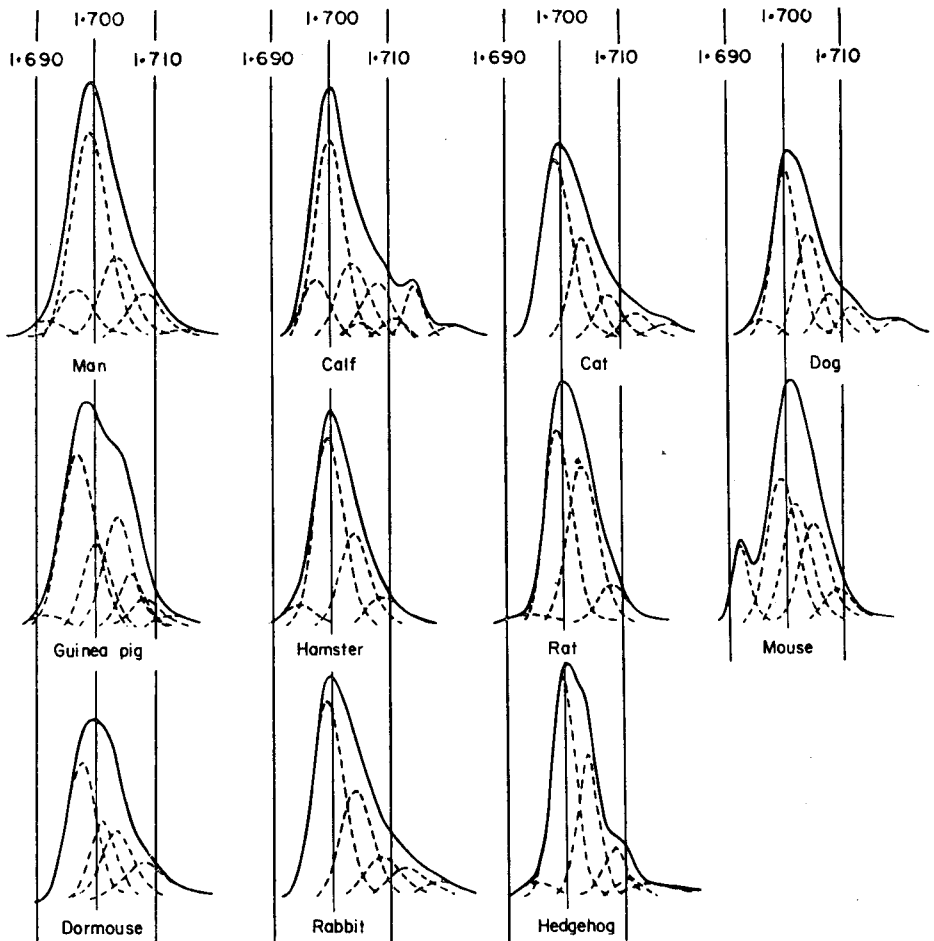 1·700 1·700 1·700 1·700
1·690 1·710 1·690 1·710 1·690 1·710 1·690 1·710
Man Calf Cat Dog
Guinea pig Hamster Rat Mouse
Dormouse Rabbit Hedgehog